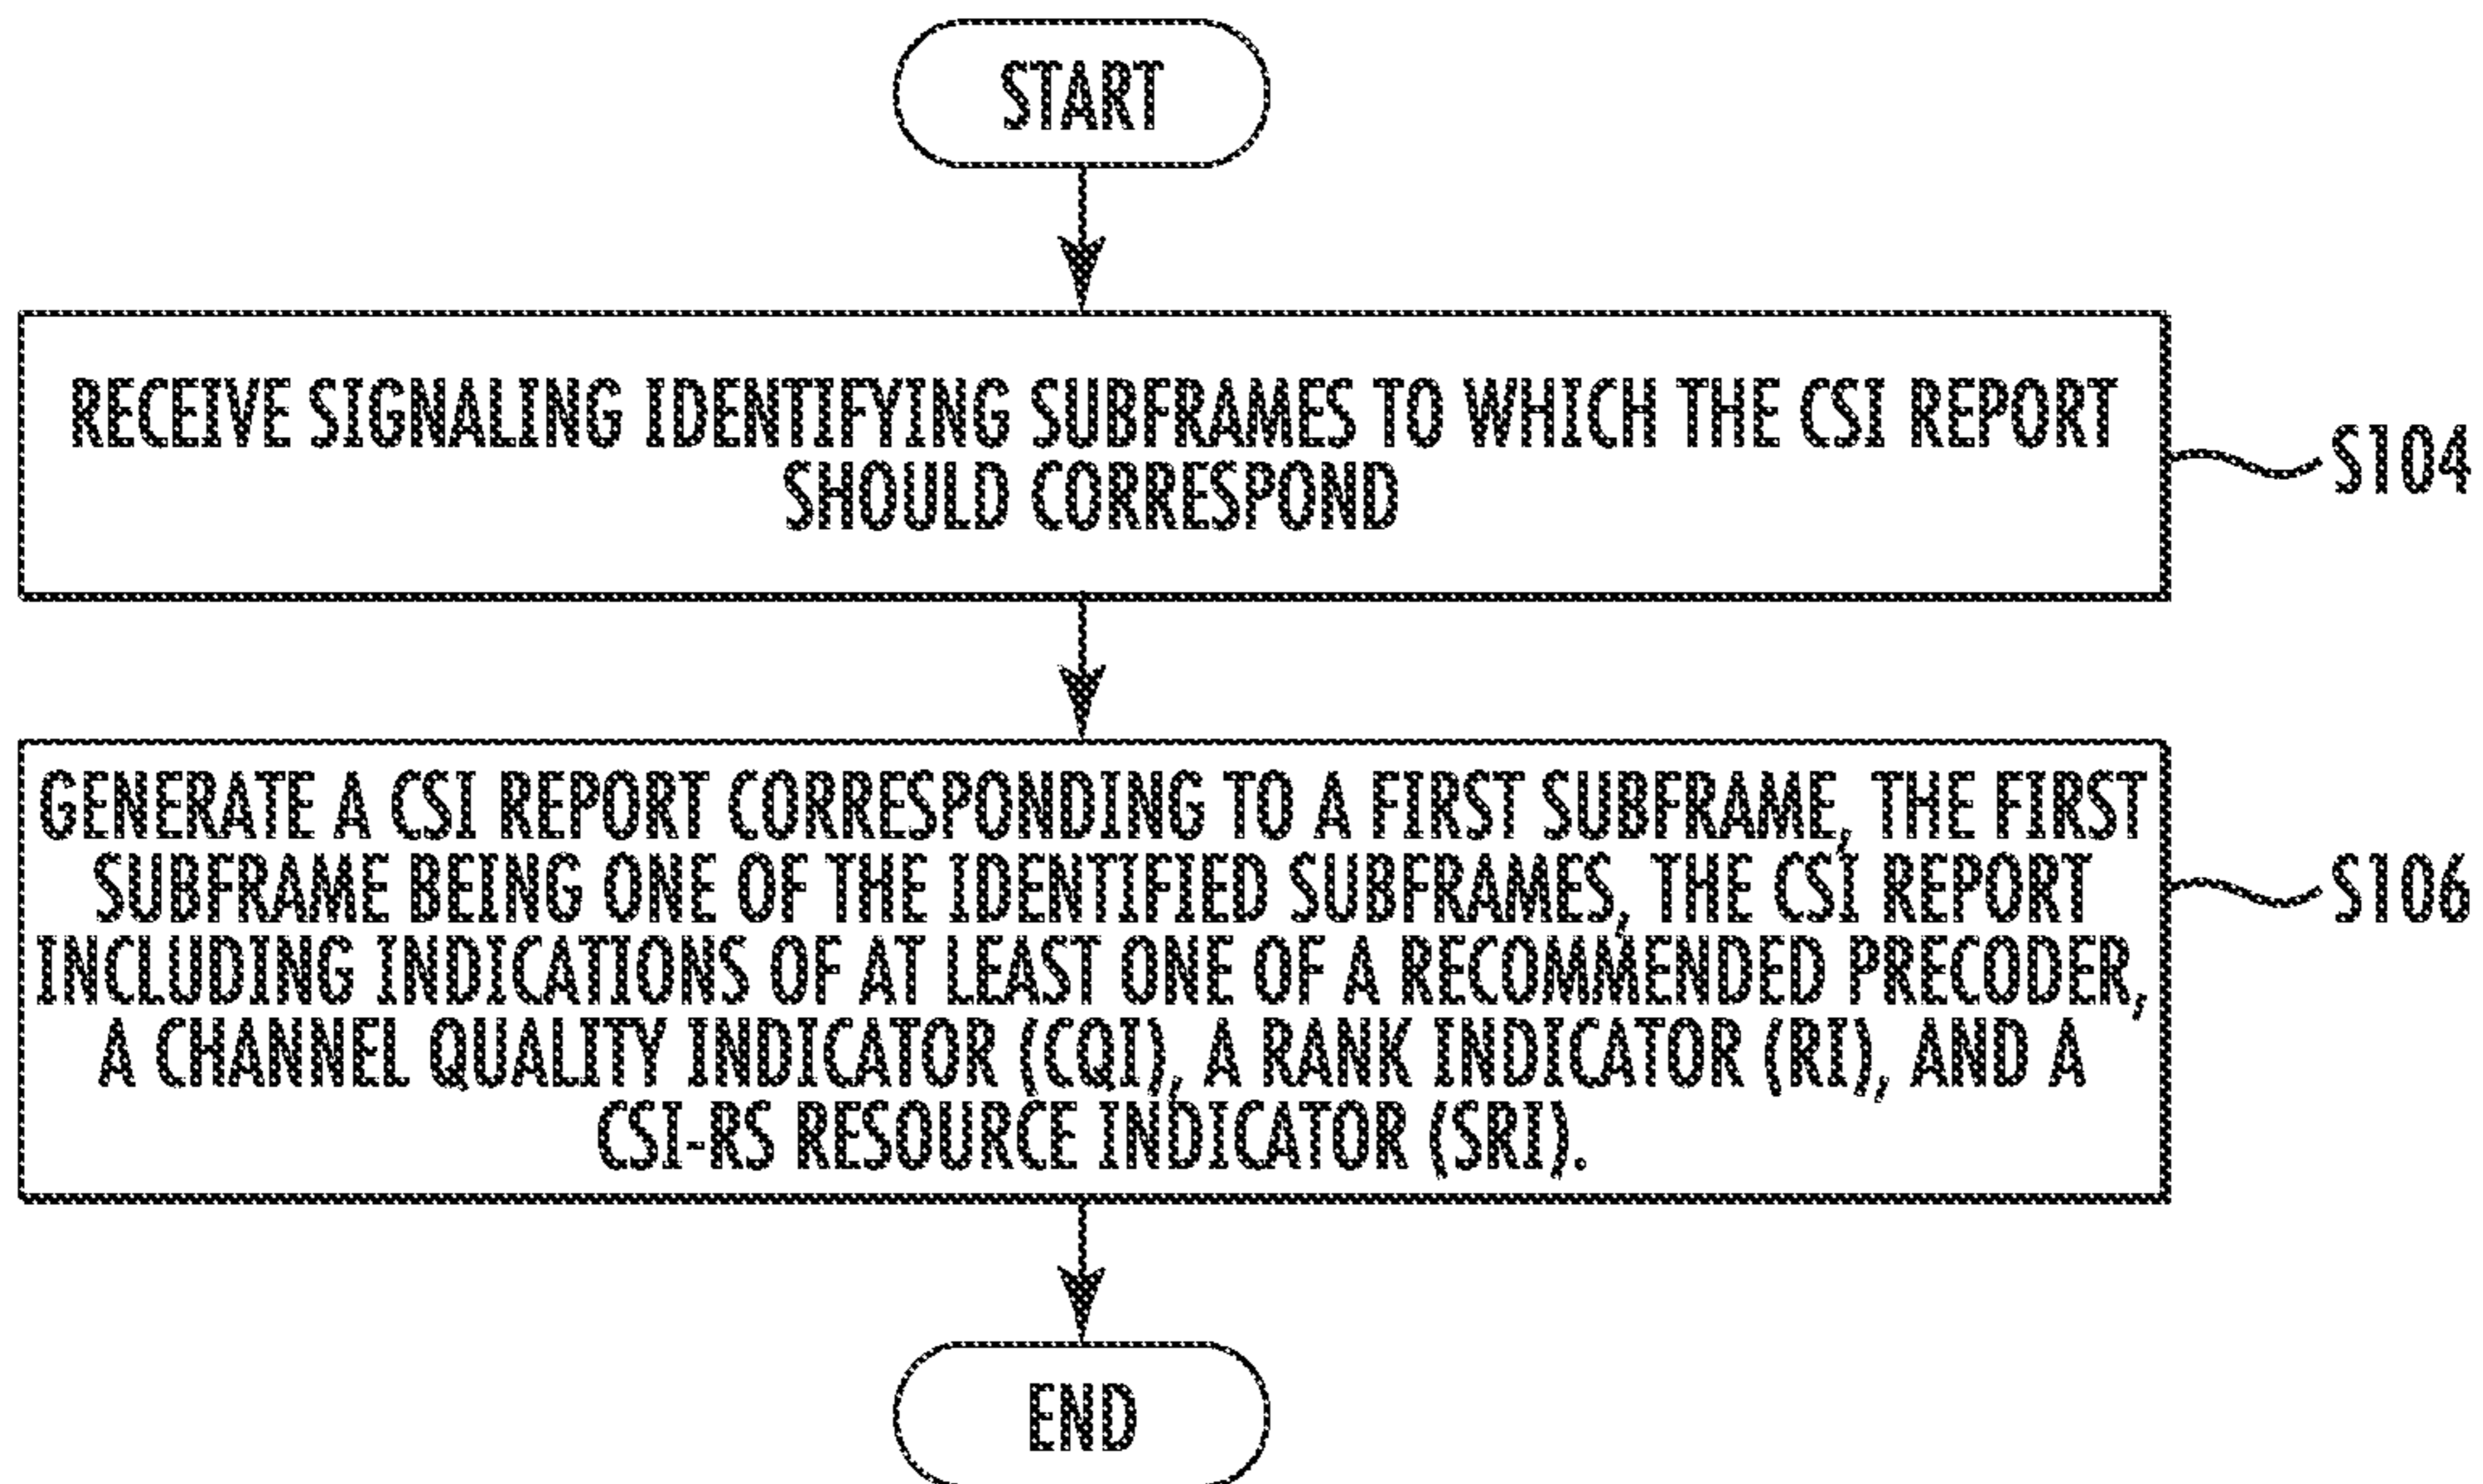 START
RECEIVE SIGNALING IDENTIFYING SUBFRAMES TO WHICH THE CSI REPORT
SHOULD CORRESPOND
S104
GENERATE A CSI REPORT CORRESPONDING TO A FIRST SUBFRAME, THE FIRST
SUBFRAME BEING ONE OF THE IDENTIFIED SUBFRAMES, THE CSI REPORT
INCLUDING INDICATIONS OF AT LEAST ONE OF A RECOMMENDED PRECODER,
A CHANNEL QUALITY INDICATOR (CQI), A RANK INDICATOR (RI), AND A
CSI-RS RESOURCE INDICATOR (SRI).
S106
END